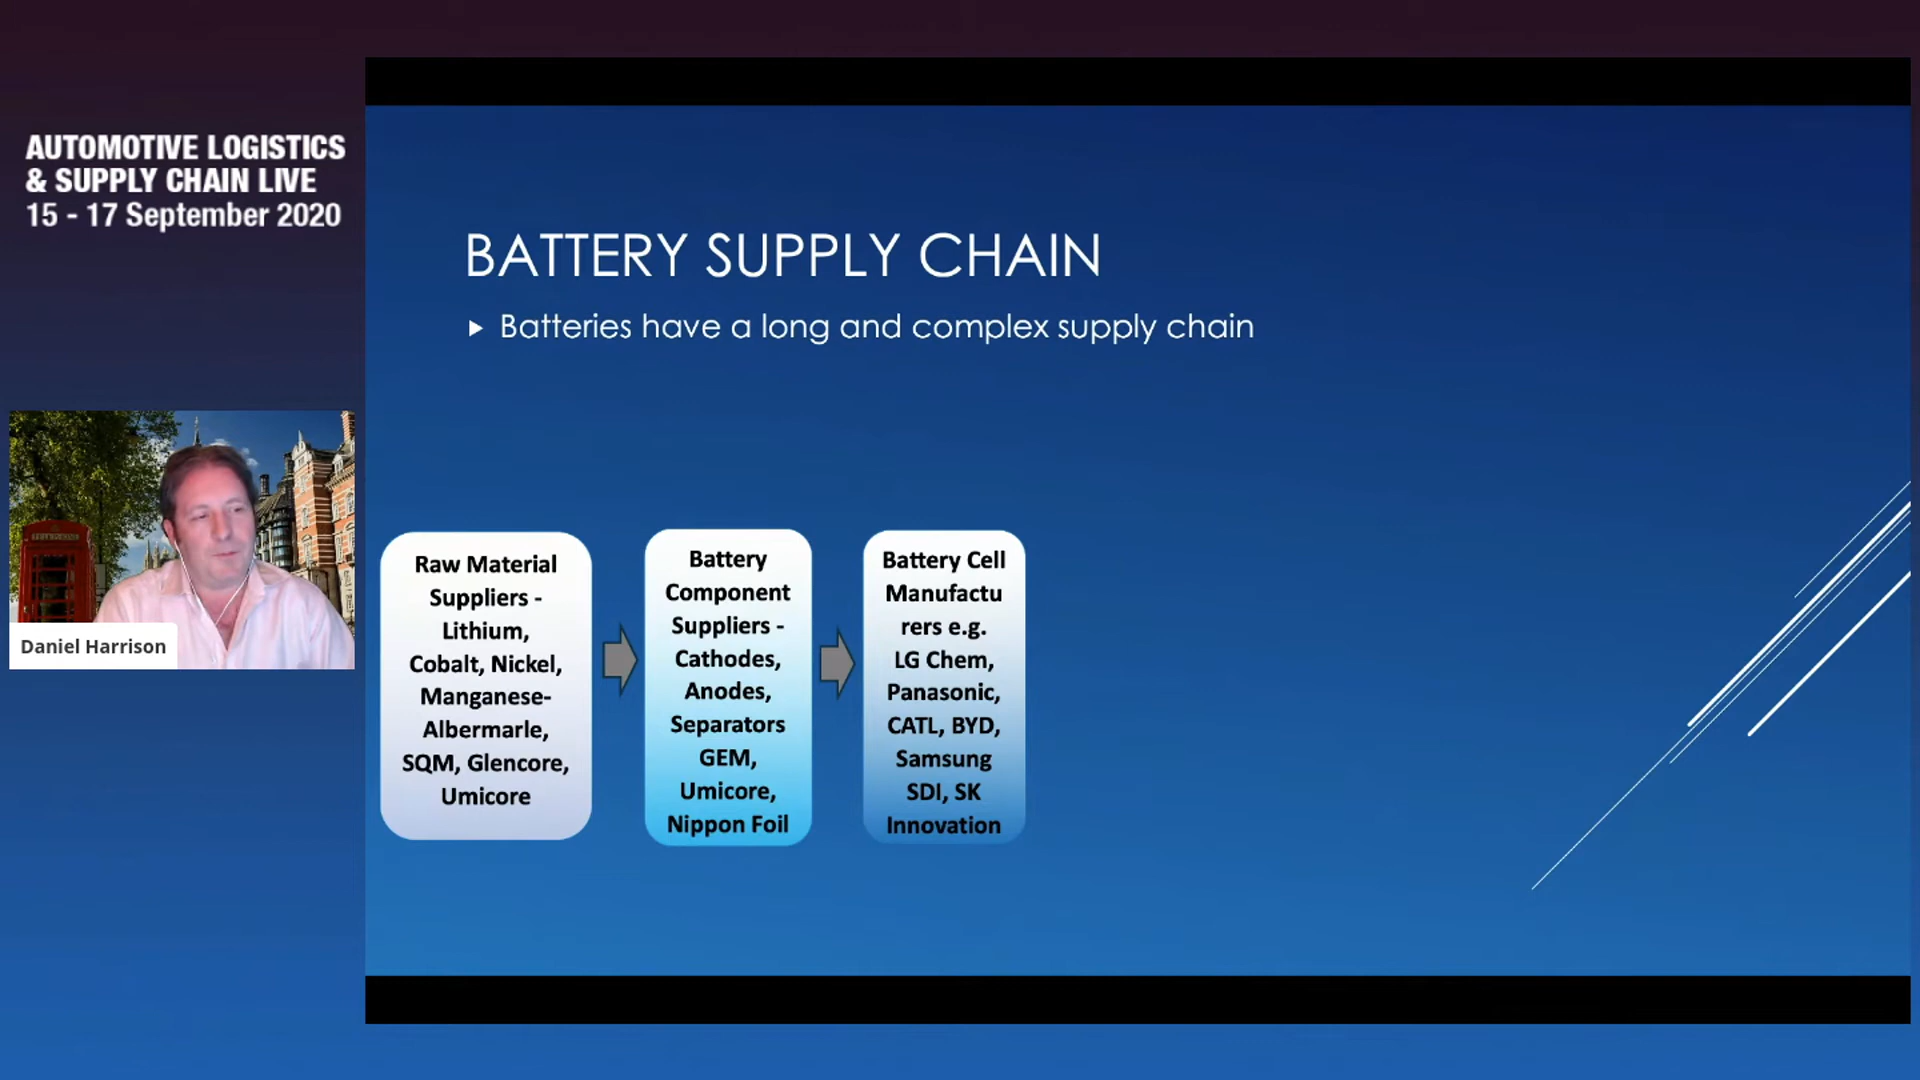 AUTOMOTIVE LOGISTICS
& SUPPLY CHAIN LIVE
15 - 17 September 2020
Daniel Harrison
BATTERY SUPPLY CHAIN
Batteries have a long and complex supply chain
Raw Material
Suppliers -
Lithium,
Cobalt, Nickel,
Manganese-
Albermarle,
SQM, Glencore,
Umicore
Battery
Component
Suppliers -
Cathodes,
Anodes,
Separators
GEM,
Umicore,
Nippon Foil
Battery Cell
Manufactu
rers e.g.
LG Chem,
Panasonic,
CATL, BYD,
Samsung
SDI, SK
Innovation